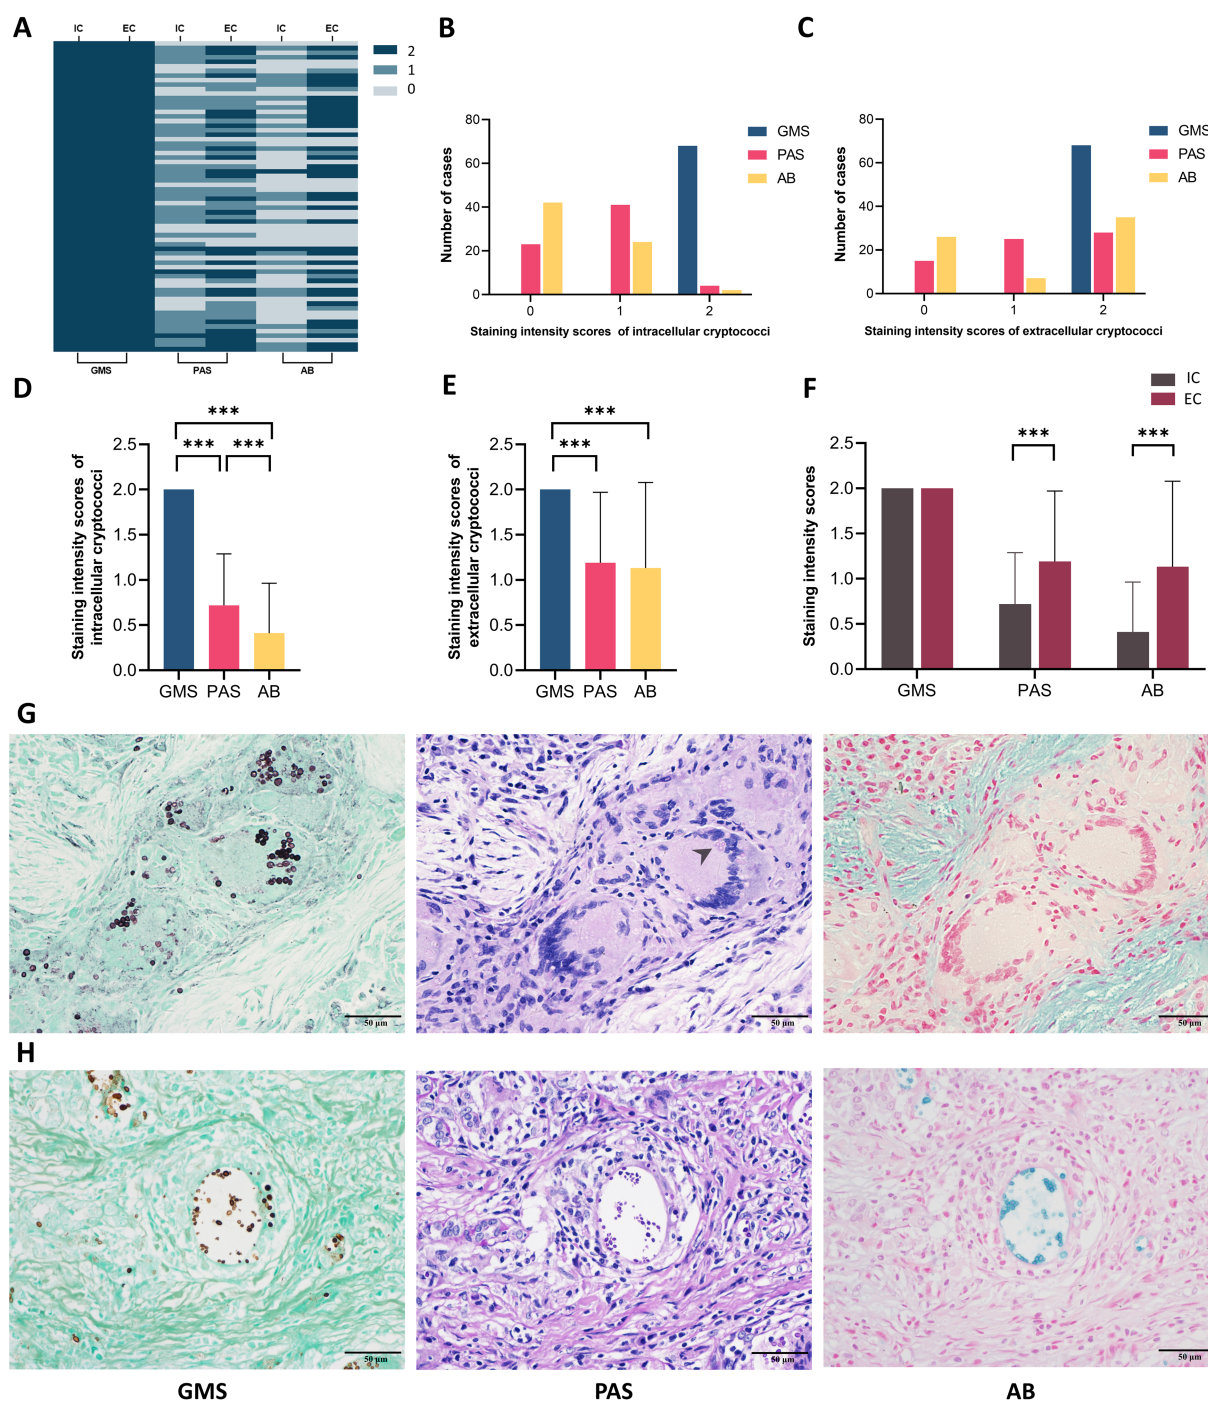 A
IC EC IC EC IC EC
2
1
0
GMS PAS AB
B
Number of cases
80
60
40
20
0
0 1 2
Staining intensity scores of intracellular cryptococci
GMS
PAS
AB
C
Number of cases
80
60
40
20
0
0 1 2
Staining intensity scores of extracellular cryptococci
GMS
PAS
AB
D
Staining intensity scores of
intracellular cryptococci
2.5
2.0
1.5
1.0
0.5
0.0
***
*** ***
GMS PAS AB
E
Staining intensity scores of
extracellular cryptococci
2.5
2.0
1.5
1.0
0.5
0.0
***
***
GMS PAS AB
F
IC
EC
Staining intensity scores
2.5
2.0
1.5
1.0
0.5
0.0
*** ***
GMS PAS AB
G
50 μm
50 μm
50 μm
H
50 μm
50 μm
50 μm
GMS PAS AB